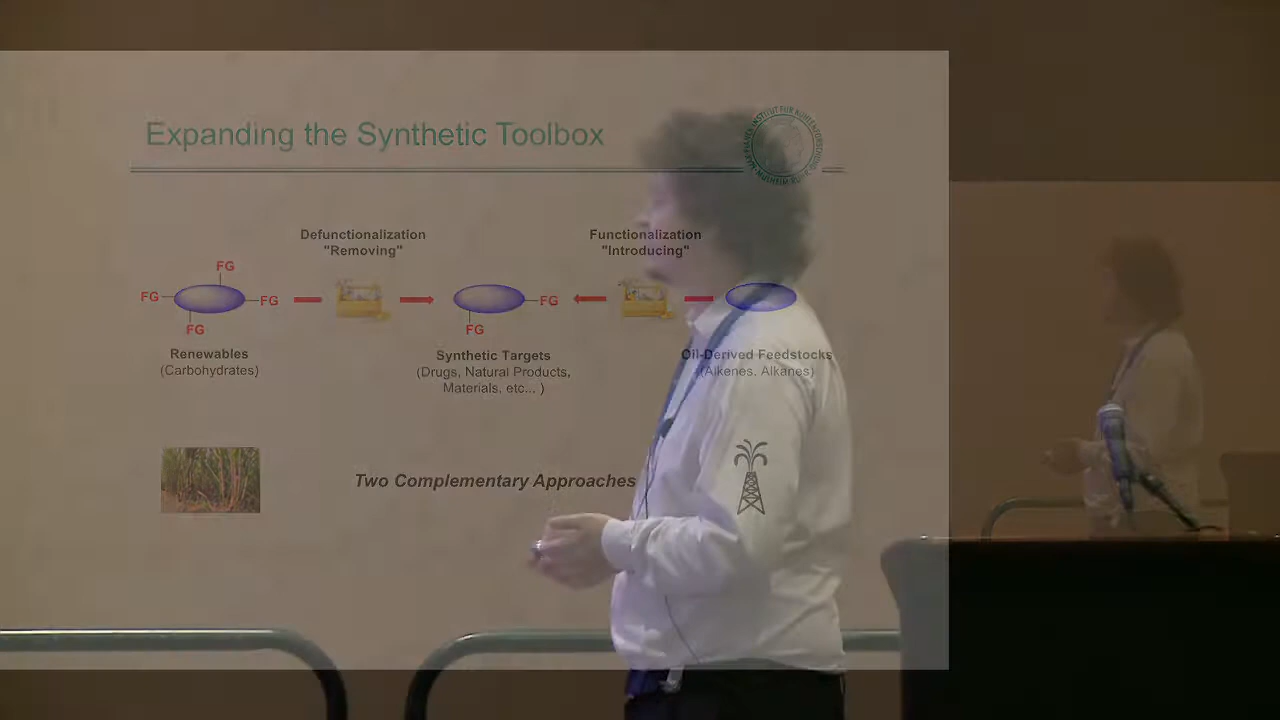 Expanding the Synthetic Toolbox
Defunctionalization
"Removing"
Functionalization
"Introducing"
FG
FG
FG
FG
FG
FG
Renewables
(Carbohydrates)
Synthetic Targets
(Drugs, Natural Products,
Materials, etc... )
Oil-Derived Feedstocks
(Alkenes, Alkanes)
Two Complementary Approaches